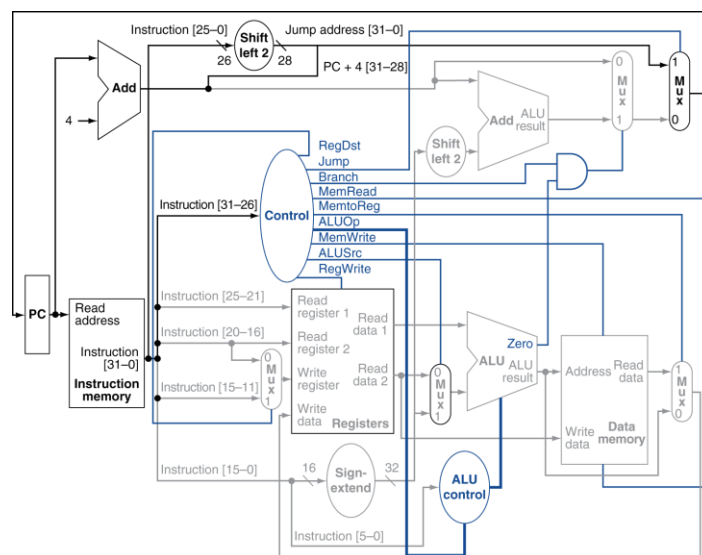 Instruction [25–0]
Shift
left 2
Jump address [31–0]
26
28
PC + 4 [31–28]
Add
4
0
M
u
x
1
1
M
u
x
0
Add
ALU
result
Shift
left 2
RegDst
Jump
Branch
MemRead
MemtoReg
ALUOp
MemWrite
ALUSrc
RegWrite
Control
Instruction [31–26]
PC
Read
address
Instruction
[31–0]
Instruction
memory
Instruction [25–21]
Instruction [20–16]
Instruction [15–11]
0
M
u
x
1
Read
register 1
Read
register 2
Write
register
Write
data
Read
data 1
Read
data 2
Registers
0
M
u
x
1
Zero
ALU
ALU
result
Address
Read
data
Write
data
Data
memory
1
M
u
x
0
Instruction [15–0]
16
Sign-
extend
32
Instruction [5–0]
ALU
control